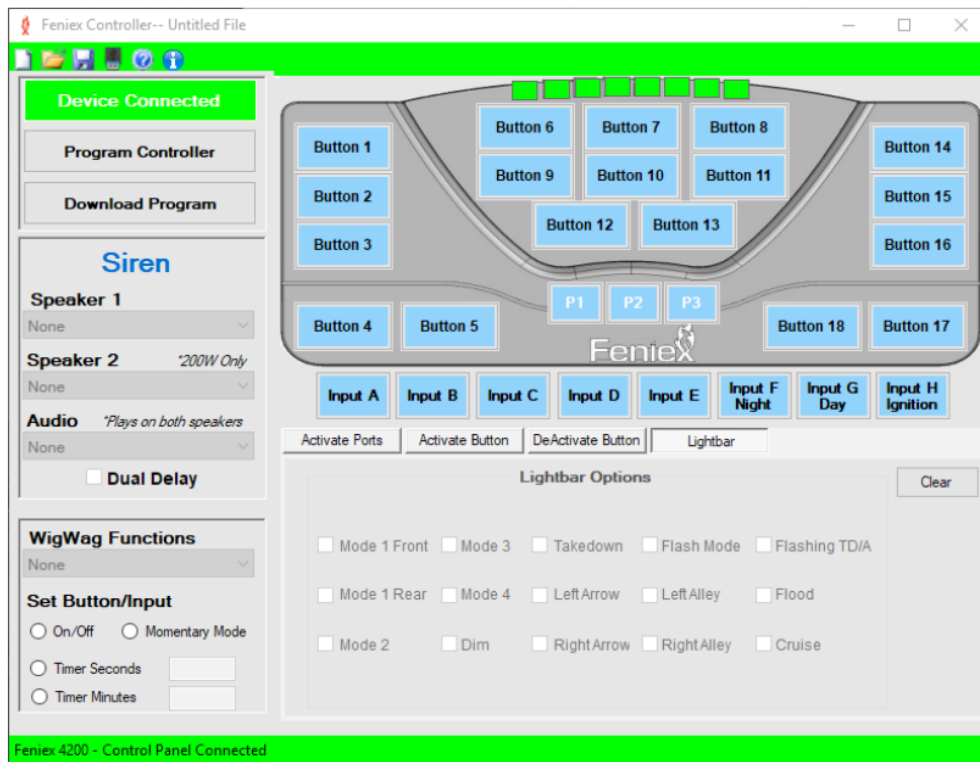 Feniex Controller-- Untitled File
Device Connected
Program Controller
Download Program
Siren
Speaker 1
None
Speaker 2 *200W Only
None
Audio *Plays on both speakers
None
Dual Delay
WigWag Functions
None
Set Button/Input
On/Off Momentary Mode
Timer Seconds
Timer Minutes
Button 6 Button 7 Button 8
Button 1 Button 14
Button 9 Button 10 Button 11
Button 2 Button 15
Button 12 Button 13
Button 3 Button 16
P1 P2 P3
Button 4 Button 5 Button 18 Button 17
Feniex
Input A Input B Input C Input D Input E Input F Night Input G Day Input H Ignition
Activate Ports Activate Button DeActivate Button Lightbar
Lightbar Options
Clear
Mode 1 Front Mode 3 Takedown Flash Mode Flashing TD/A
Mode 1 Rear Mode 4 Left Arrow Left Alley Flood
Mode 2 Dim Right Arrow Right Alley Cruise
Feniex 4200 - Control Panel Connected